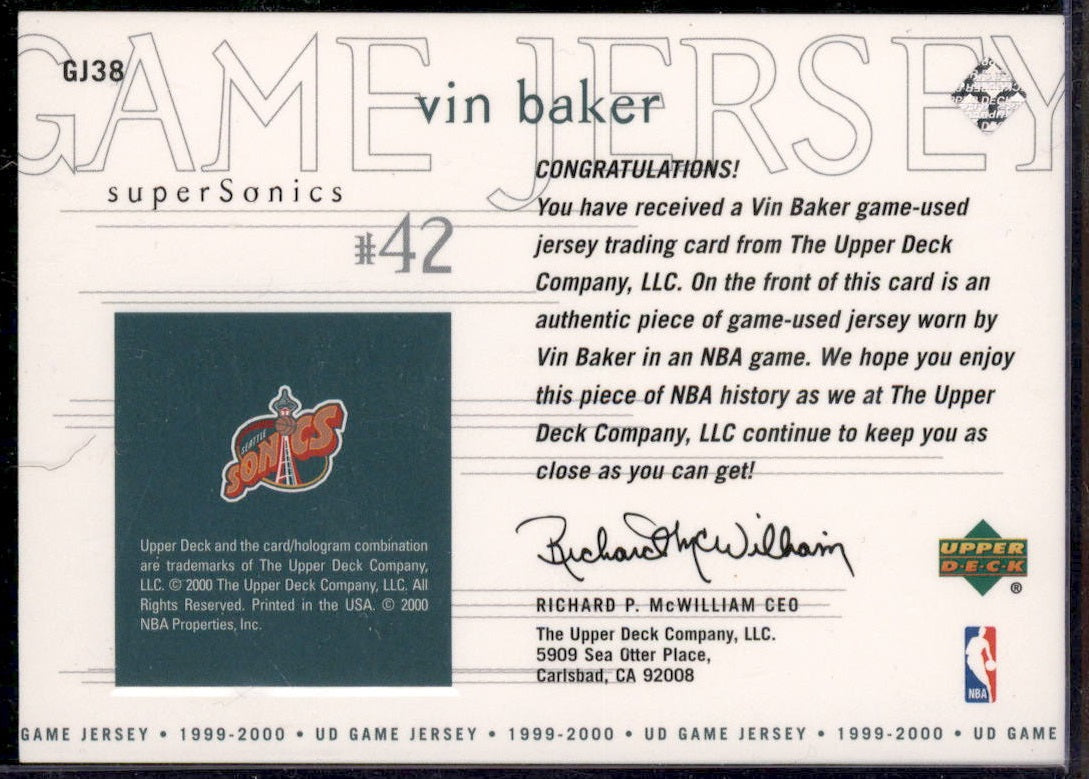 GAME JERSEY
GJ38
vin baker
superSonics
#42
CONGRATULATIONS!
You have received a Vin Baker game-used
jersey trading card from The Upper Deck
Company, LLC. On the front of this card is an
authentic piece of game-used jersey worn by
Vin Baker in an NBA game. We hope you enjoy
this piece of NBA history as we at The Upper
Deck Company, LLC continue to keep you as
close as you can get!
SEATTLE
SONICS
Upper Deck and the card/hologram combination
are trademarks of The Upper Deck Company,
LLC. © 2000 The Upper Deck Company, LLC. All
Rights Reserved. Printed in the USA. © 2000
NBA Properties, Inc.
Richard P McWilliam
RICHARD P. McWILLIAM CEO
The Upper Deck Company, LLC.
5909 Sea Otter Place,
Carlsbad, CA 92008
UPPER
D•E•C•K
®
NBA
GAME JERSEY • 1999-2000 • UD GAME JERSEY • 1999-2000 • UD GAME JERSEY • 1999-2000 • UD GAME